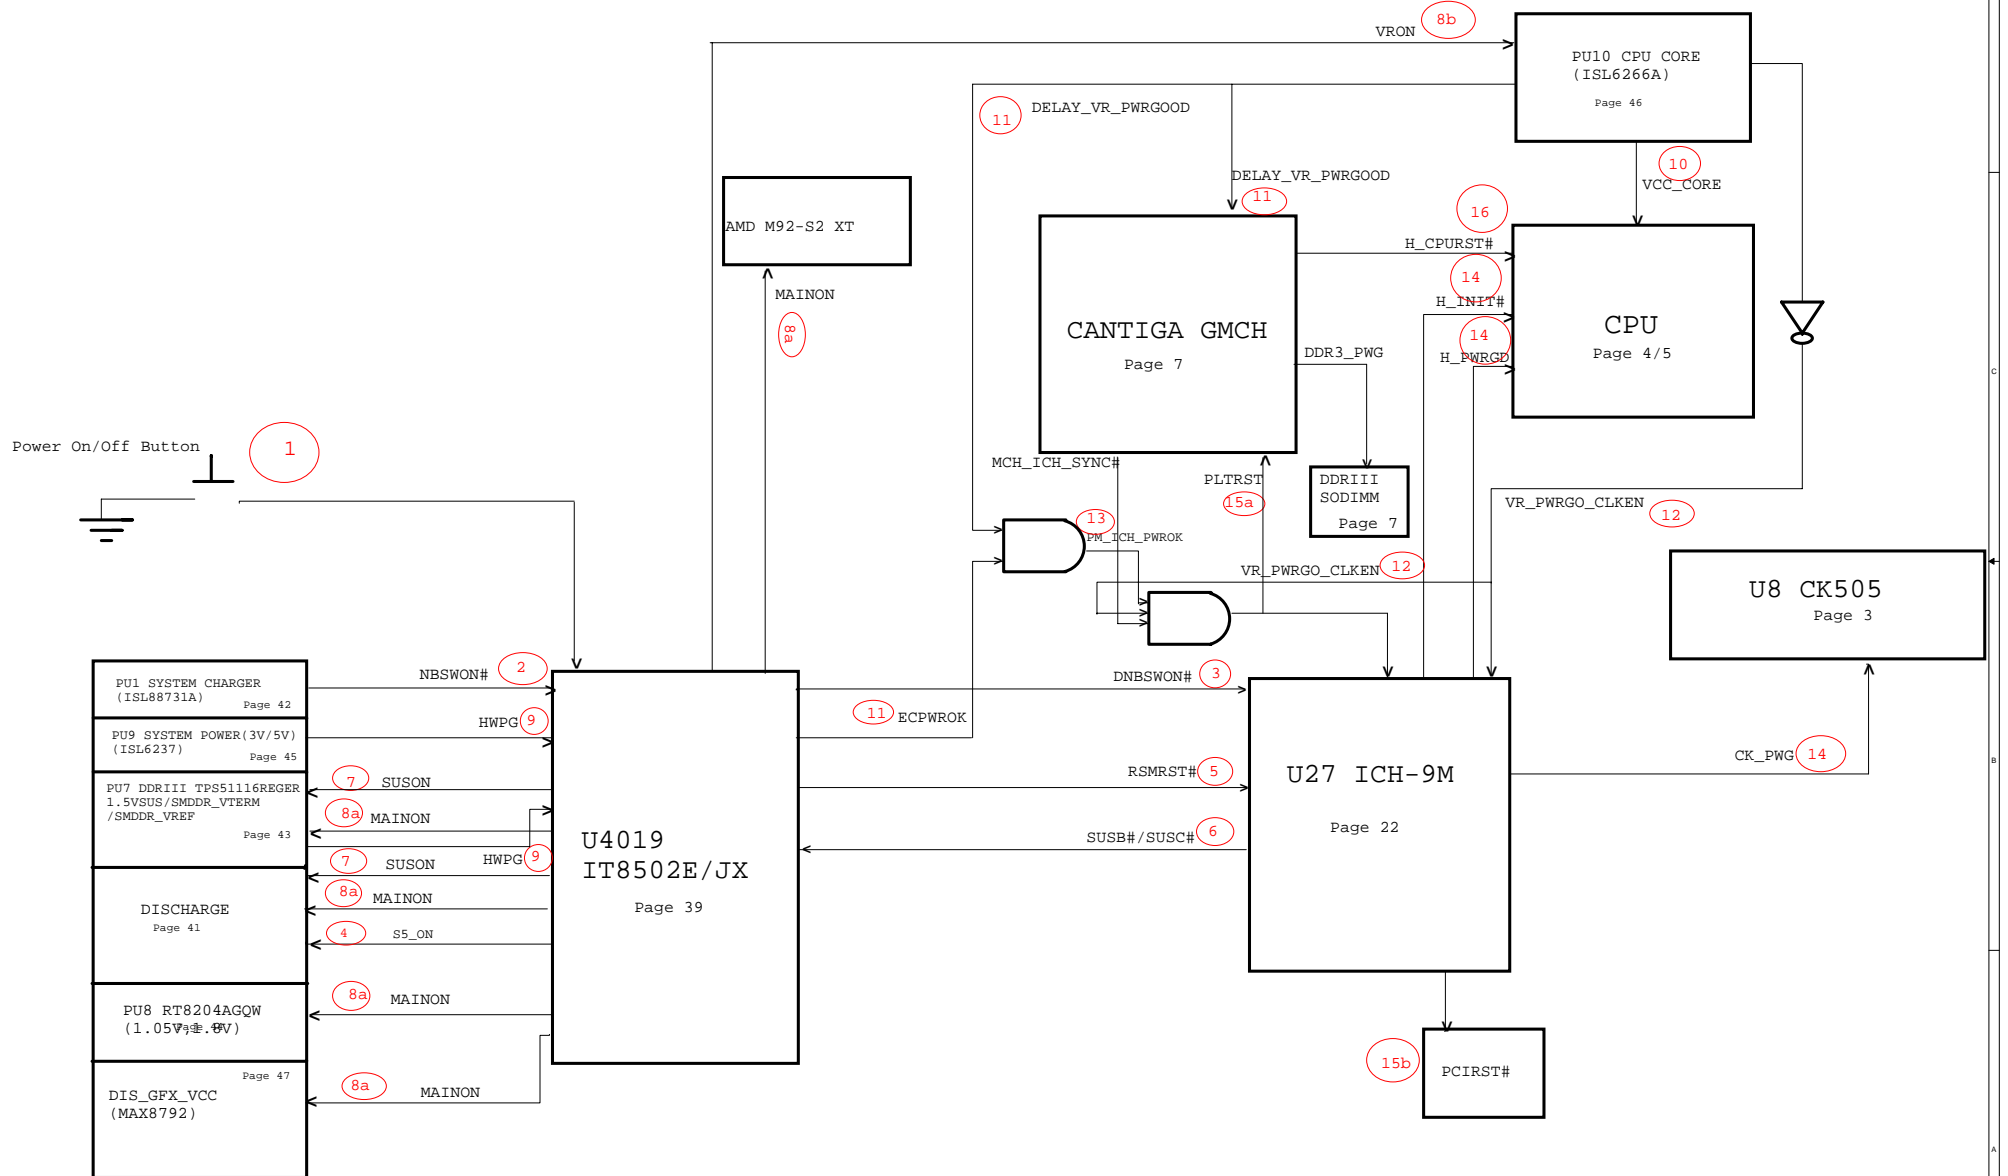 VRON 8b
PU10 CPU CORE
(ISL6266A)
Page 46
11 DELAY_VR_PWRGOOD
DELAY_VR_PWRGOOD
11
10
VCC_CORE
AMD M92-S2 XT
MAINON
8a
16
H_CPURST#
14
H_INIT#
14
H_PWRGD
CANTIGA GMCH
Page 7
CPU
Page 4/5
DDR3_PWG
Power On/Off Button
1
MCH_ICH_SYNC#
PLTRST
15a
DDRIII
SODIMM
Page 7
VR_PWRGO_CLKEN
12
13
PM_ICH_PWROK
VR_PWRGO_CLKEN 12
U8 CK505
Page 3
PU1 SYSTEM CHARGER
(ISL88731A)
Page 42
NBSWON# 2
DNBSWON# 3
PU9 SYSTEM POWER(3V/5V)
(ISL6237)
Page 45
HWPG 9
11 ECPWROK
PU7 DDRIII TPS51116REGER
1.5VSUS/SMDDR_VTERM
/SMDDR_VREF
Page 43
7 SUSON
8a MAINON
HWPG 9
7 SUSON
8a MAINON
4 S5_ON
DISCHARGE
Page 41
U4019
IT8502E/JX
Page 39
RSMRST# 5
SUSB#/SUSC# 6
U27 ICH-9M
Page 22
CK_PWG 14
PU8 RT8204AGQW
(1.05V,1.8V)
8a MAINON
Page 47
DIS_GFX_VCC
(MAX8792)
8a MAINON
15b
PCIRST#
C
B
A